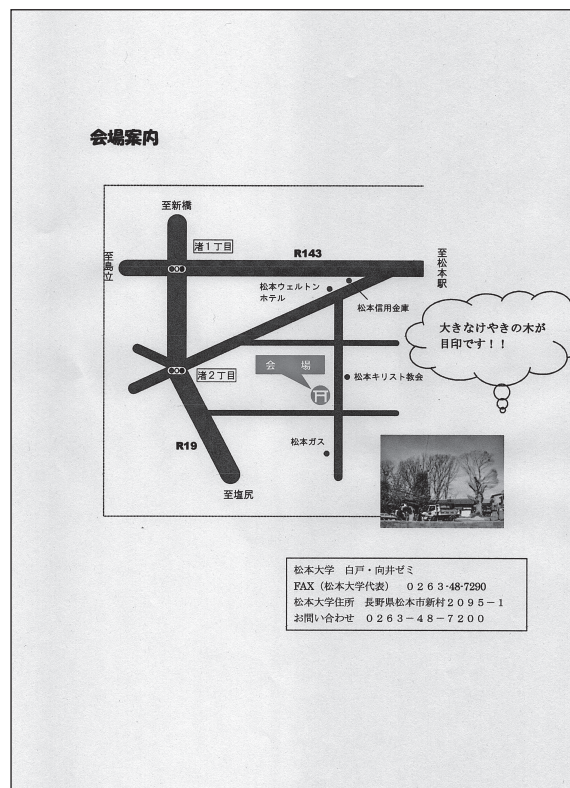 会場案内
至新橋
渚1丁目
R143
至島立
至松本駅
松本ウェルトン
ホテル
松本信用金庫
大きなけやきの木が
目印です！！
会　場
渚2丁目
松本キリスト教会
R19
松本ガス
至塩尻
松本大学　白戸・向井ゼミ
FAX（松本大学代表）　０２６３-48-7290
松本大学住所　長野県松本市新村２０９５－１
お問い合わせ　０２６３－４８－７２００